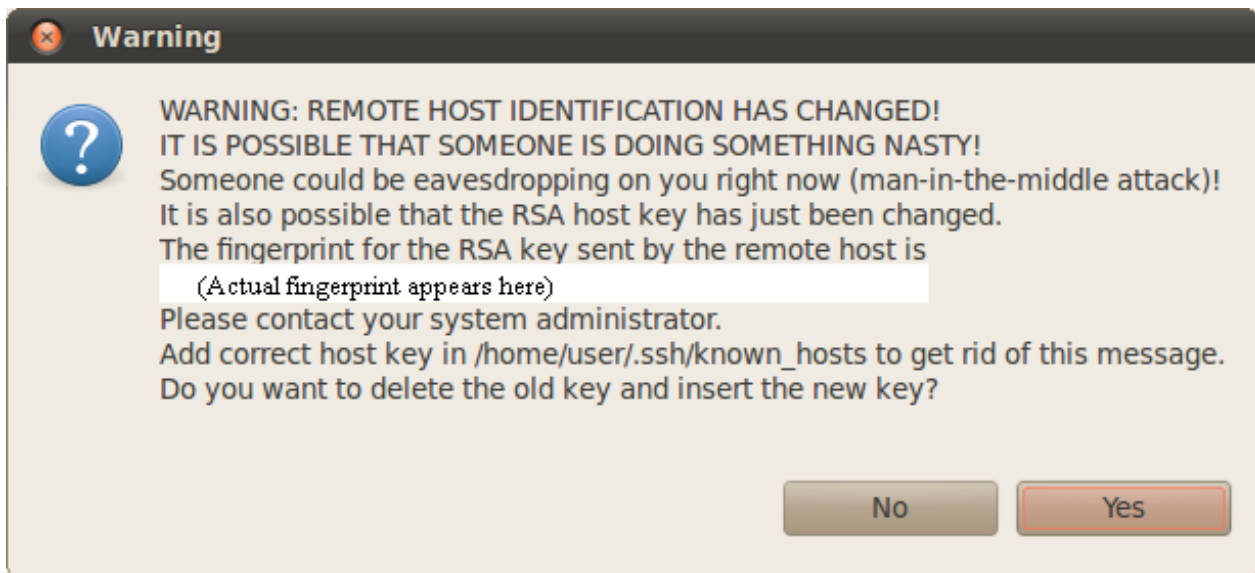 Warning
WARNING: REMOTE HOST IDENTIFICATION HAS CHANGED!
IT IS POSSIBLE THAT SOMEONE IS DOING SOMETHING NASTY!
Someone could be eavesdropping on you right now (man-in-the-middle attack)!
It is also possible that the RSA host key has just been changed.
The fingerprint for the RSA key sent by the remote host is
(Actual fingerprint appears here)
Please contact your system administrator.
Add correct host key in /home/user/.ssh/known_hosts to get rid of this message.
Do you want to delete the old key and insert the new key?
No Yes